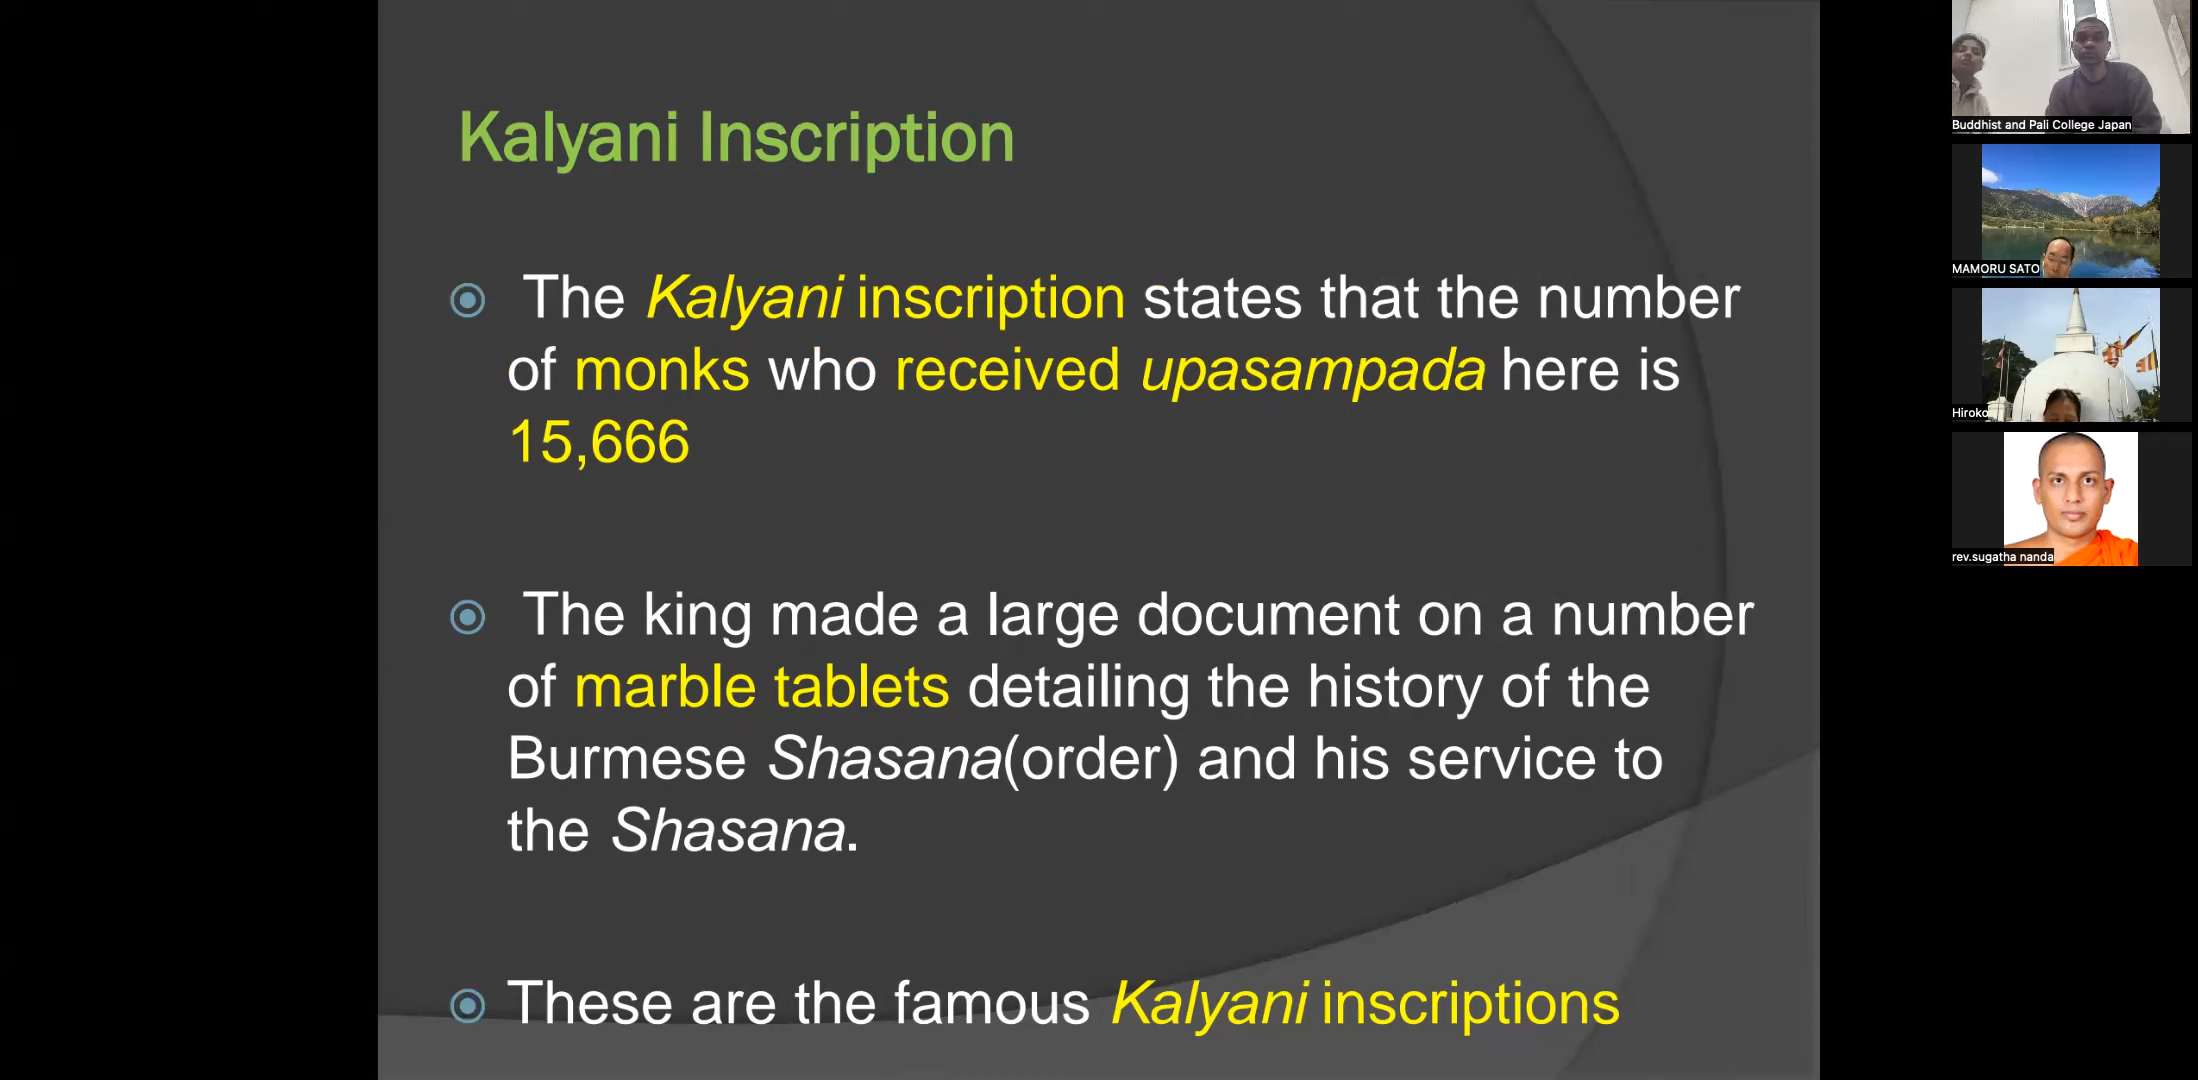 Kalyani Inscription
The Kalyani inscription states that the number
of monks who received upasampada here is
15,666
The king made a large document on a number
of marble tablets detailing the history of the
Burmese Shasana(order) and his service to
the Shasana.
These are the famous Kalyani inscriptions
Buddhist and Pali College Japan
MAMORU SATO
Hiroko
rev.sugatha nanda